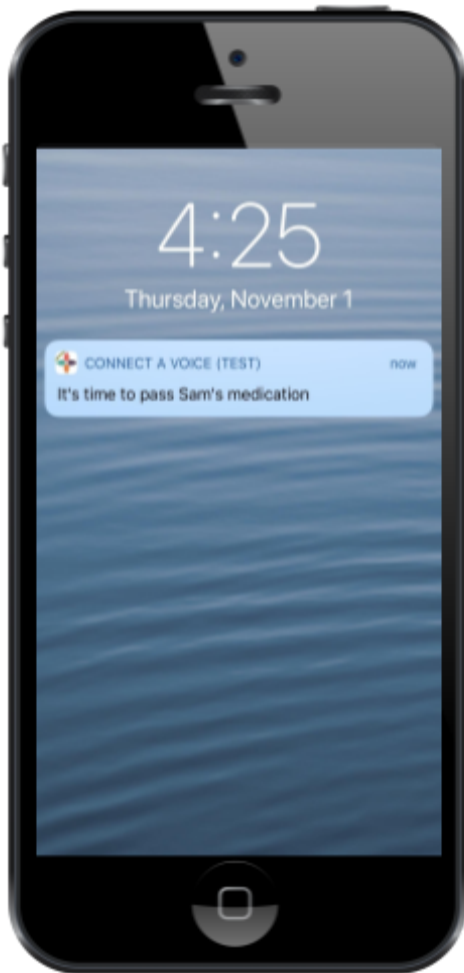 4:25
Thursday, November 1
CONNECT A VOICE (TEST) now
It's time to pass Sam's medication